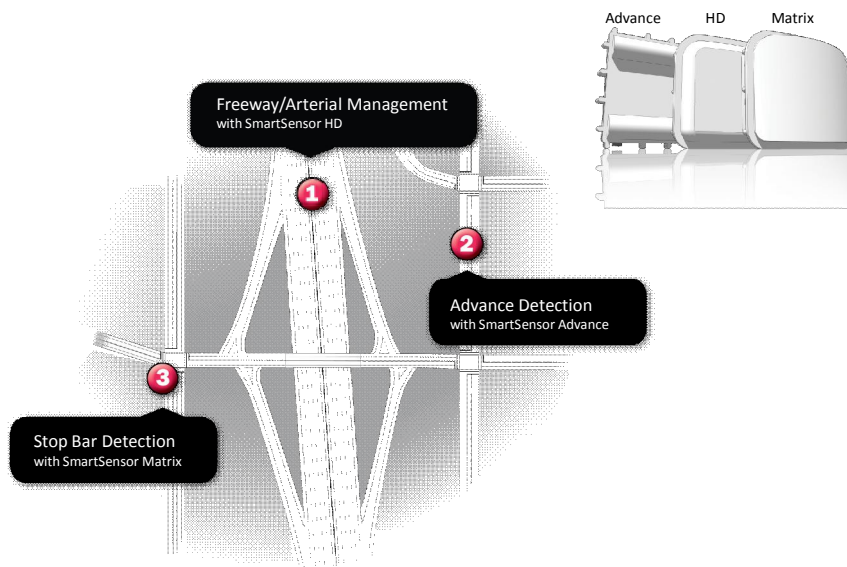 Advance HD Matrix
Freeway/Arterial Management
with SmartSensor HD
1
2
Advance Detection
with SmartSensor Advance
3
Stop Bar Detection
with SmartSensor Matrix